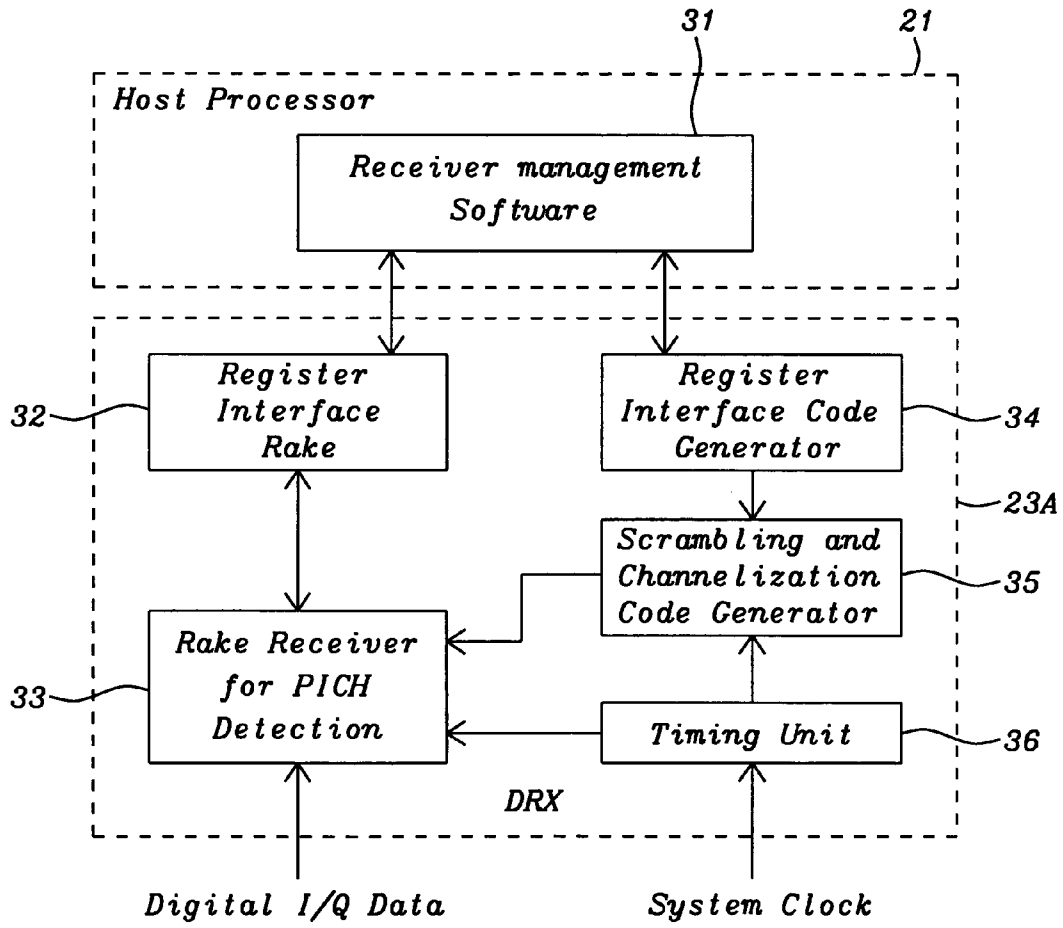 31
21
Host Processor
Receiver management
Software
Register
Interface
Rake
32
Register
Interface Code
Generator
34
23A
Scrambling and
Channelization
Code Generator
35
Rake Receiver
for PICH
Detection
33
Timing Unit
36
DRX
Digital I/Q Data
System Clock